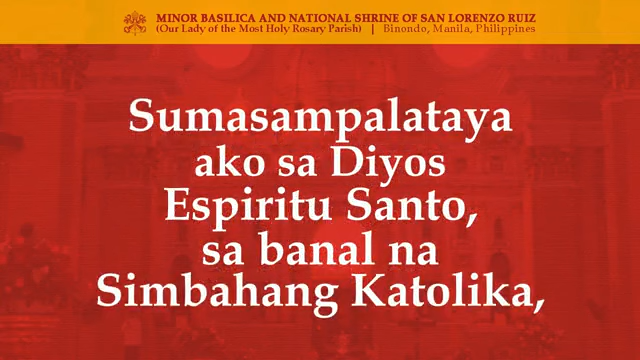 MINOR BASILICA AND NATIONAL SHRINE OF SAN LORENZO RUIZ
(Our Lady of the Most Holy Rosary Parish) | Binondo, Manila, Philippines
Sumasampalataya
ako sa Diyos
Espiritu Santo,
sa banal na
Simbahang Katolika,